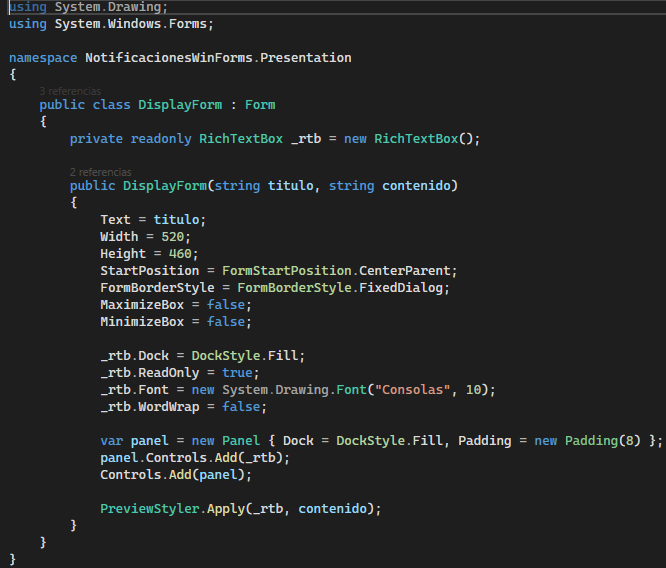 using System.Drawing;
using System.Windows.Forms;
namespace NotificacionesWinForms.Presentation
{
3 referencias
public class DisplayForm : Form
{
private readonly RichTextBox _rtb = new RichTextBox();
2 referencias
public DisplayForm(string titulo, string contenido)
{
Text = titulo;
Width = 520;
Height = 460;
StartPosition = FormStartPosition.CenterParent;
FormBorderStyle = FormBorderStyle.FixedDialog;
MaximizeBox = false;
MinimizeBox = false;
_rtb.Dock = DockStyle.Fill;
_rtb.ReadOnly = true;
_rtb.Font = new System.Drawing.Font("Consolas", 10);
_rtb.WordWrap = false;
var panel = new Panel { Dock = DockStyle.Fill, Padding = new Padding(8) };
panel.Controls.Add(_rtb);
Controls.Add(panel);
PreviewStyler.Apply(_rtb, contenido);
}
}
}